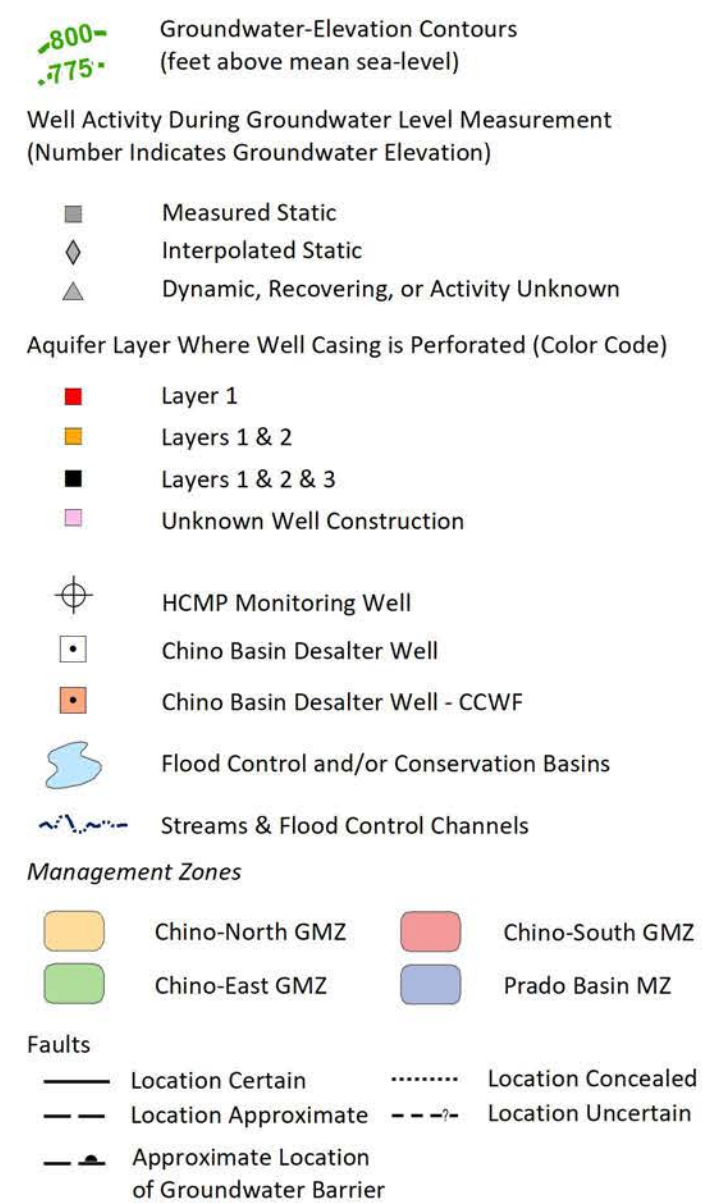 800
775
Groundwater-Elevation Contours
(feet above mean sea-level)
Well Activity During Groundwater Level Measurement
(Number Indicates Groundwater Elevation)
Measured Static
Interpolated Static
Dynamic, Recovering, or Activity Unknown
Aquifer Layer Where Well Casing is Perforated (Color Code)
Layer 1
Layers 1 & 2
Layers 1 & 2 & 3
Unknown Well Construction
HCMP Monitoring Well
Chino Basin Desalter Well
Chino Basin Desalter Well - CCWF
Flood Control and/or Conservation Basins
Streams & Flood Control Channels
Management Zones
Chino-North GMZ
Chino-South GMZ
Chino-East GMZ
Prado Basin MZ
Faults
Location Certain
Location Concealed
Location Approximate
?
Location Uncertain
Approximate Location
of Groundwater Barrier